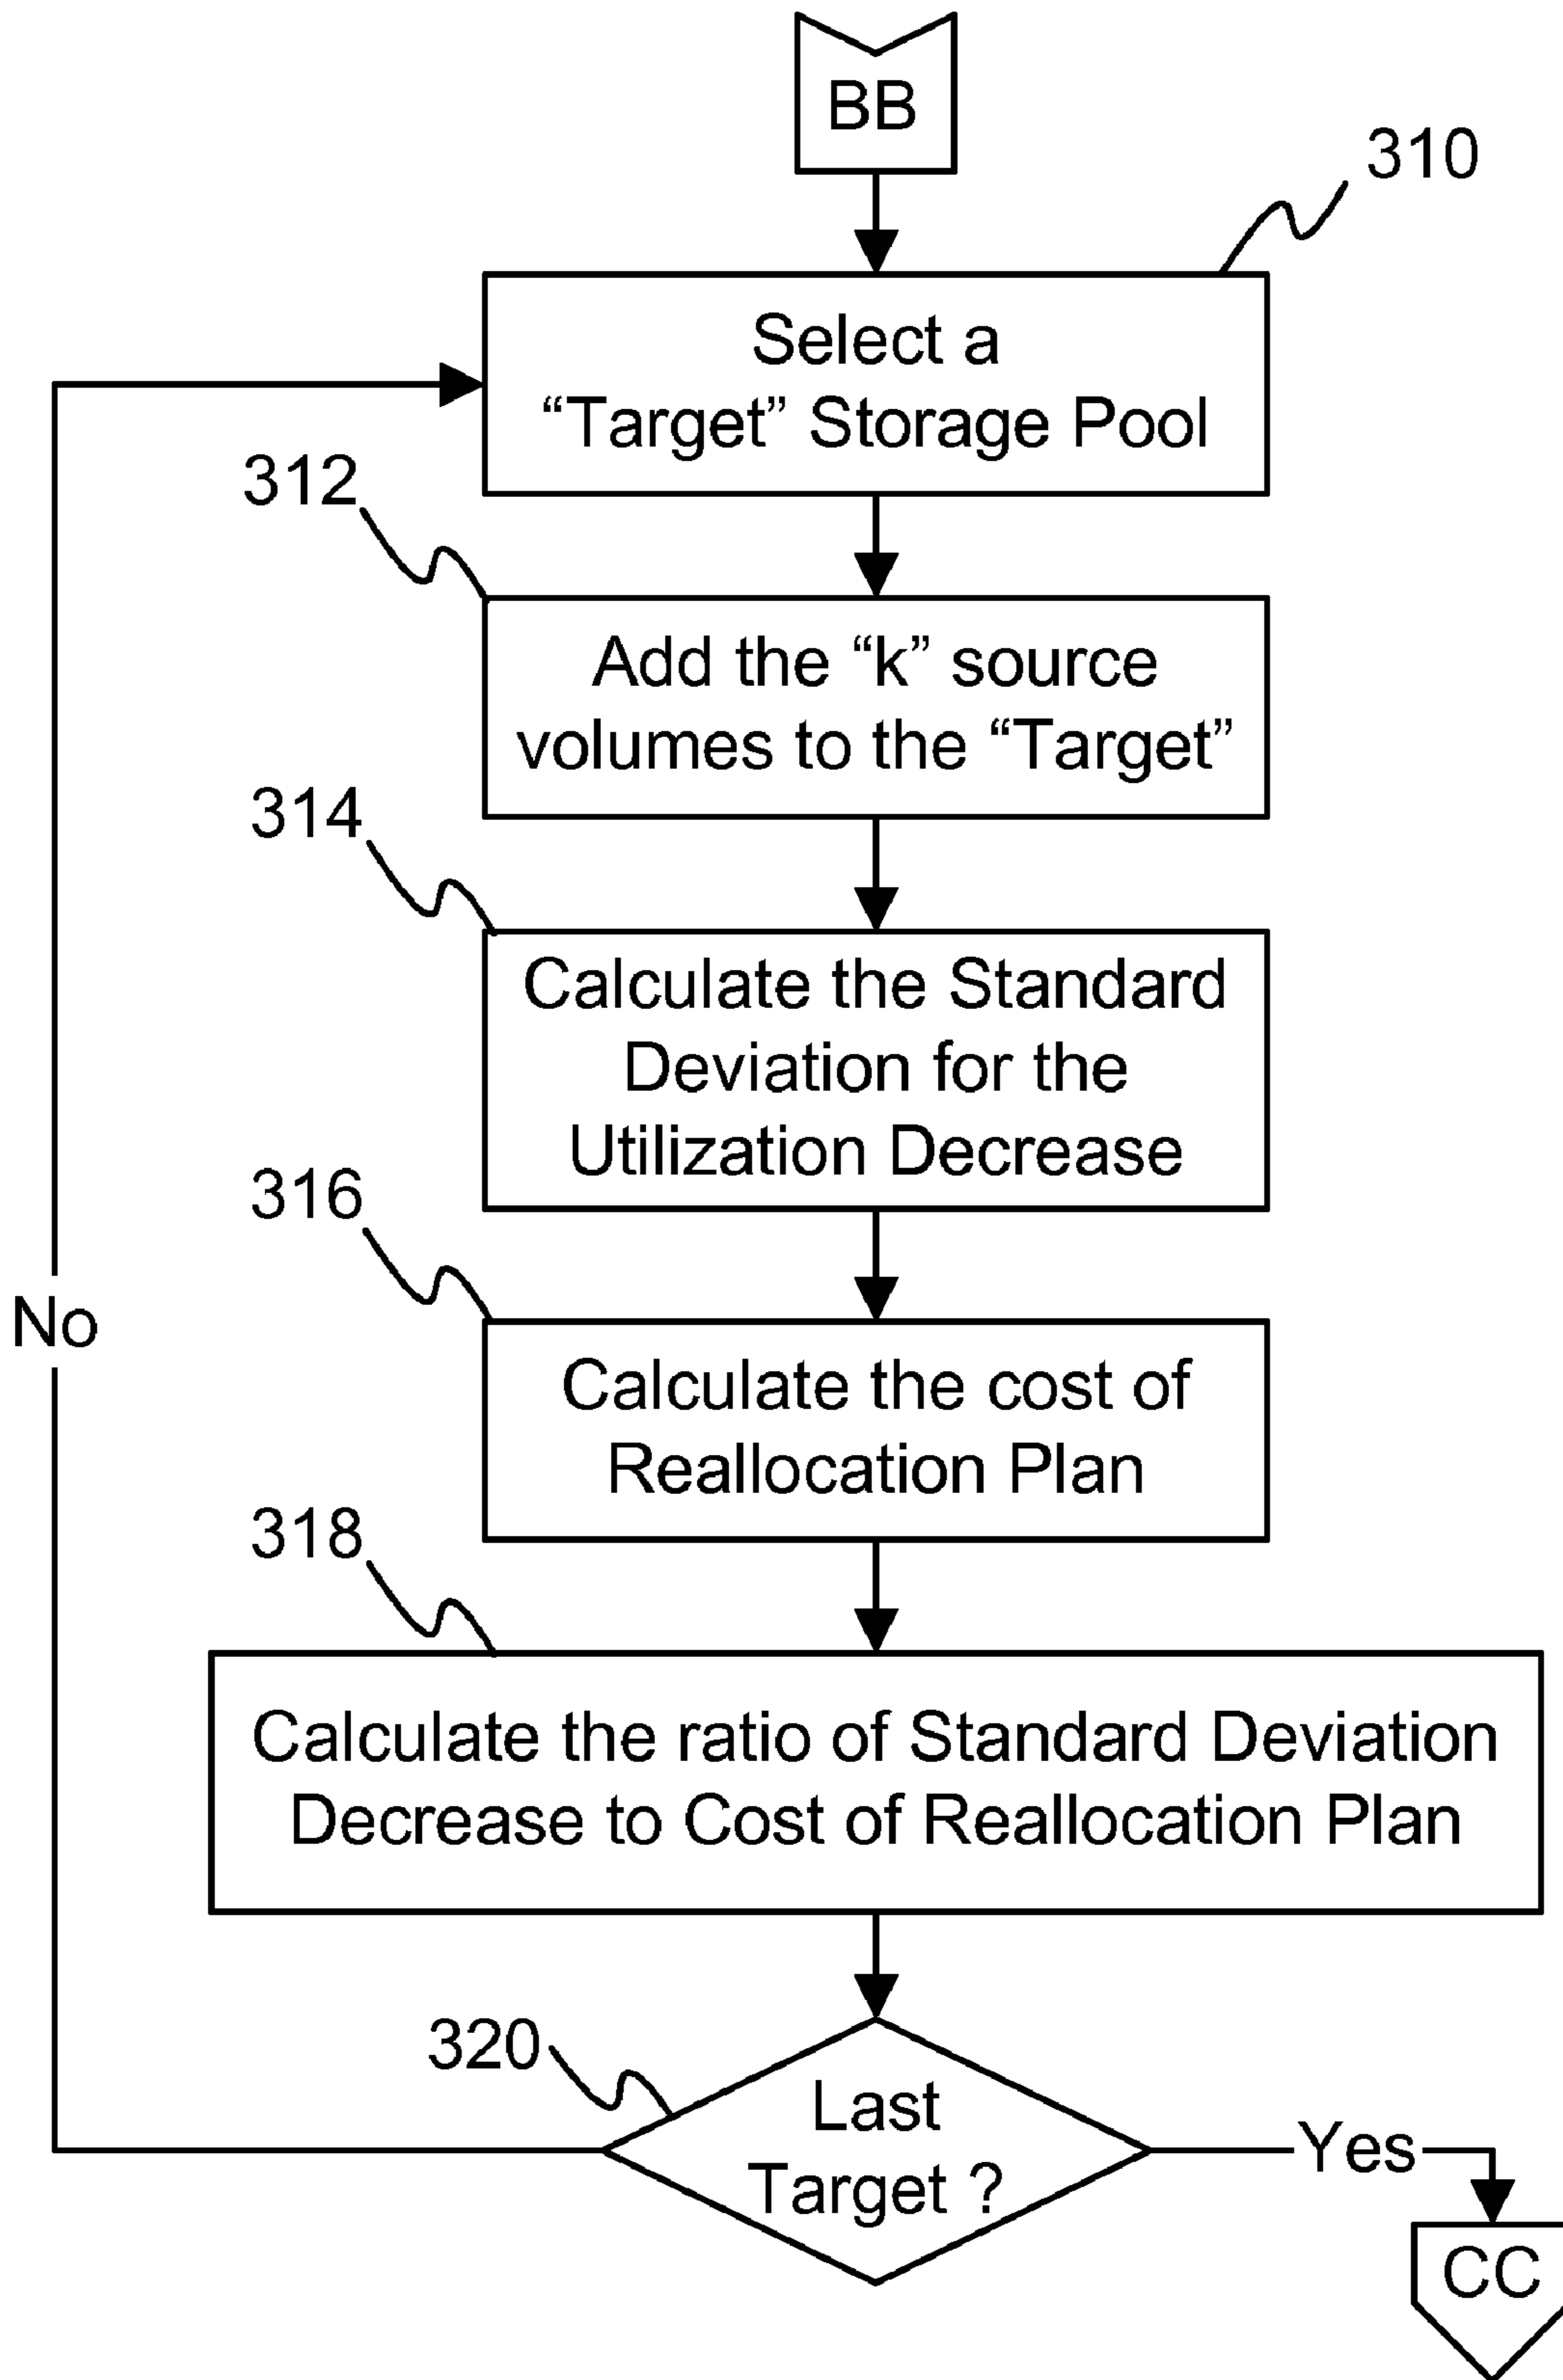 BB
310
Select a
“Target” Storage Pool
312
Add the “k” source
volumes to the “Target”
314
Calculate the Standard
Deviation for the
Utilization Decrease
316
No
Calculate the cost of
Reallocation Plan
318
Calculate the ratio of Standard Deviation
Decrease to Cost of Reallocation Plan
320
Last
Target ?
Yes
CC